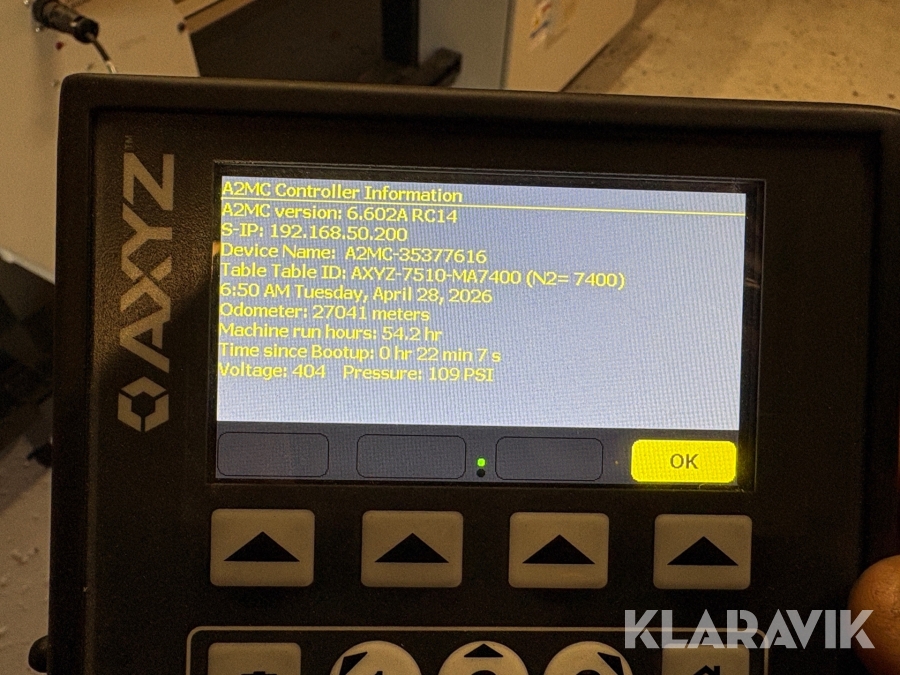 AXYZ™
A2MC Controller Information
A2MC version: 6.602A RC14
S-IP: 192.168.50.200
Device Name: A2MC-35377616
Table Table ID: AXYZ-7510-MA7400 (N2= 7400)
6:50 AM Tuesday, April 28, 2026
Odometer: 27041 meters
Machine run hours: 54.2 hr
Time since Bootup: 0 hr 22 min 7 s
Voltage: 404 Pressure: 109 PSI
OK
KLARAVIK